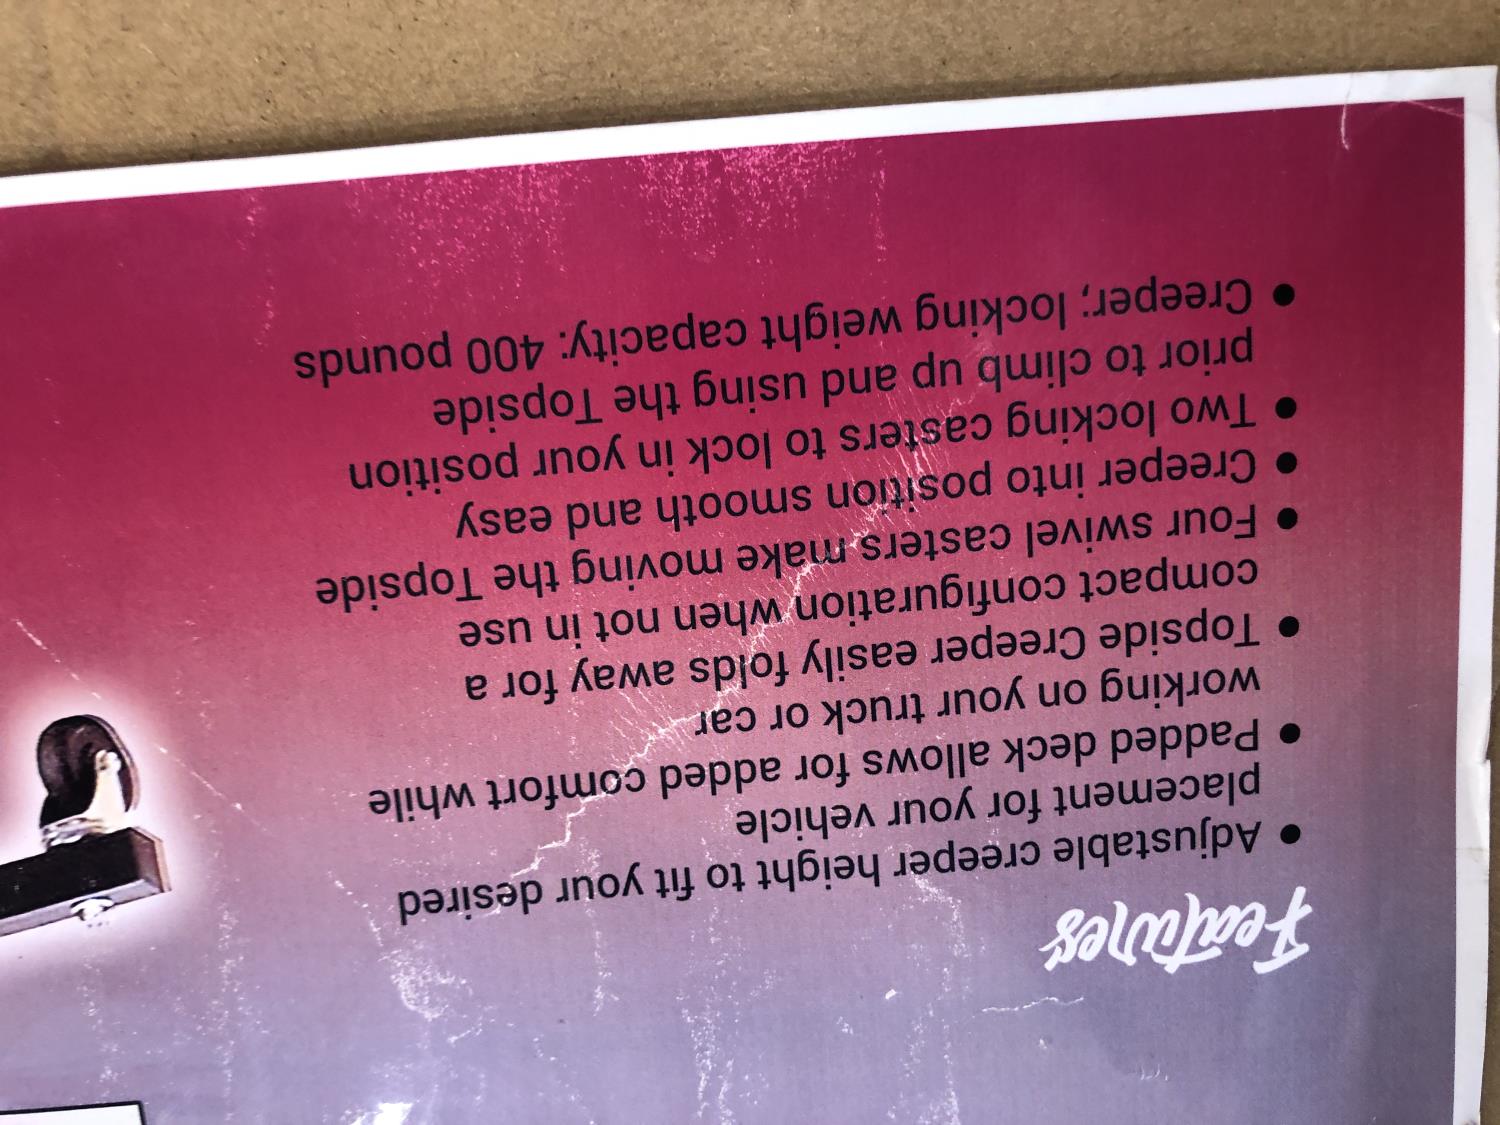 Features
• Adjustable creeper height to fit your desired
placement for your vehicle
• Padded deck allows for added comfort while
working on your truck or car
• Topside Creeper easily folds away for a
compact configuration when not in use
• Four swivel casters make moving the Topside
• Creeper into position smooth and easy
• Two locking casters to lock in your position
prior to climb up and using the Topside
• Creeper; locking weight capacity: 400 pounds